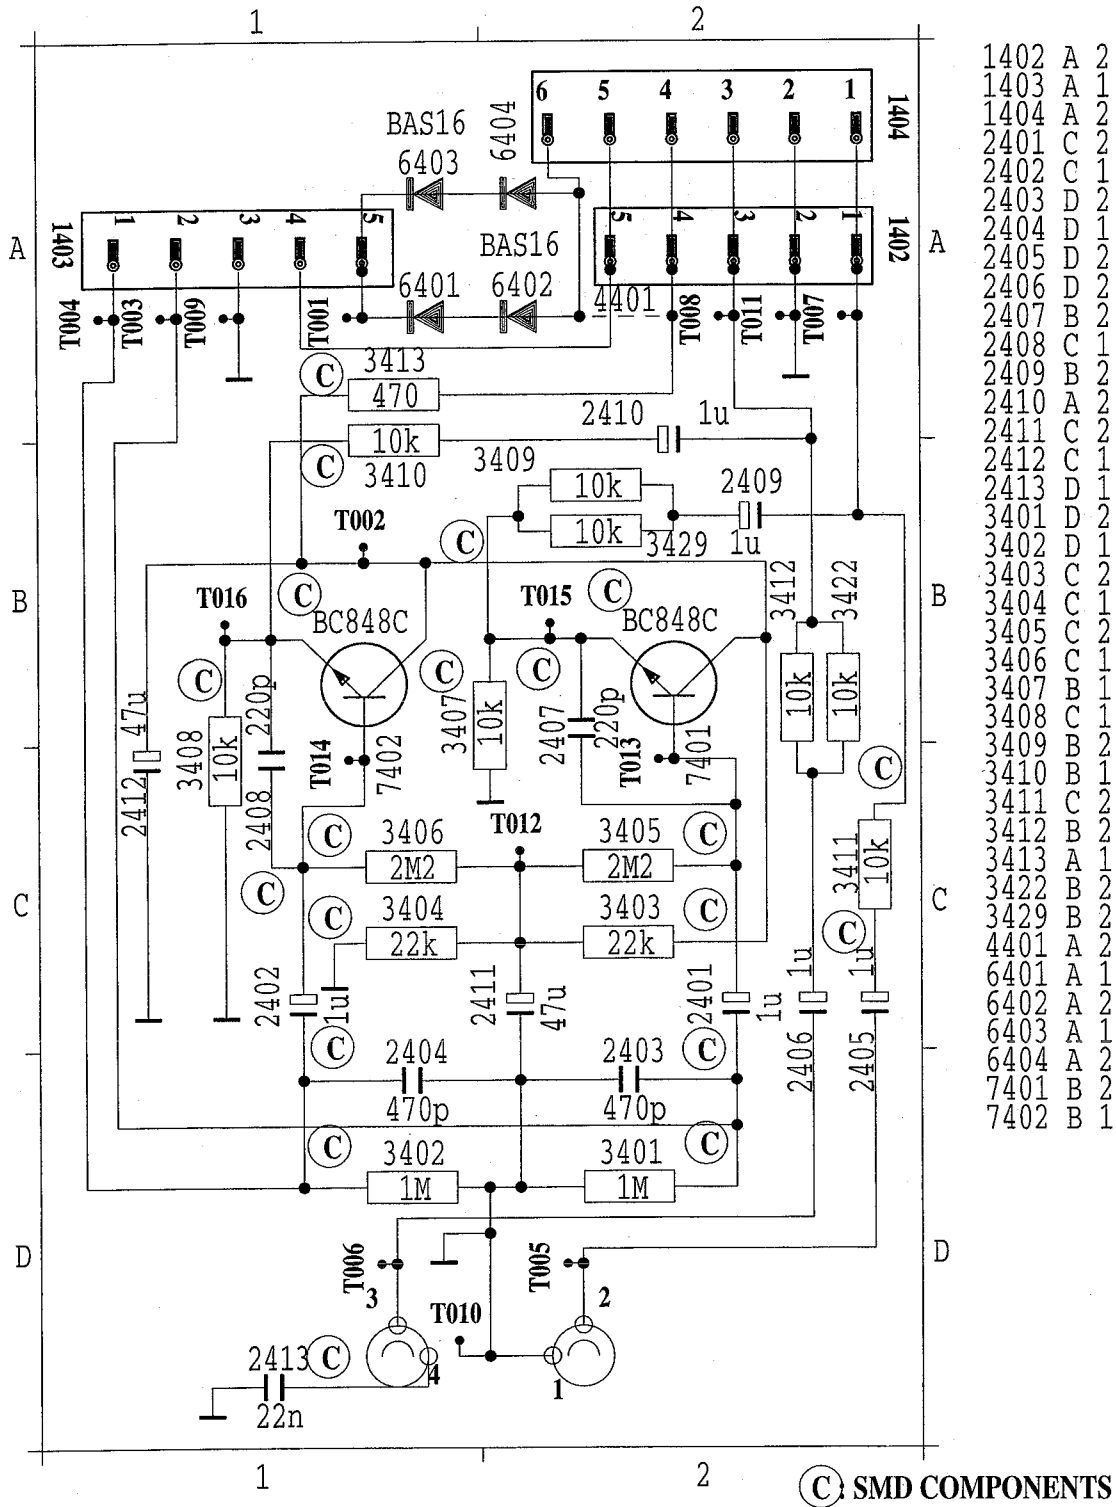 1 2
6 5 4 3 2 1
1404
BAS16
6403
6404
1403
1 2 3 4 5
BAS16
5 4 3 2 1
1402
A A
6401 6402 4401
T004 T003 T009 T001 T008 T011 T007
C 3413
470
2410 1u
10k
C 3410
3409
10k
2409
10k
3429 1u
T002
C
3412 3422
B B
C
T016
BC848C
T015
C
BC848C
C
C
C
10k 10k
47u
2412
3408
10k
220p
2408
T014
7402
3407
10k
2407
220p
T013
7401
C
T012
C 3406
2M2
3405
2M2
C
3411
10k
C C
C
C 3404
22k
3403
22k
C
C
2402
1u
2411
47u
2401
1u
1u
2406
1u
2405
C
2404
470p
2403
470p
C
C
3402
1M
3401
1M
C
D D
T006
3
T005
2
T010
2413 C
22n
4
1
1 2
C : SMD COMPONENTS
1402 A 2
1403 A 1
1404 A 2
2401 C 2
2402 C 1
2403 D 2
2404 D 1
2405 D 2
2406 D 2
2407 B 2
2408 C 1
2409 B 2
2410 A 2
2411 C 2
2412 C 1
2413 D 1
3401 D 2
3402 D 1
3403 C 2
3404 C 1
3405 C 2
3406 C 1
3407 B 1
3408 C 1
3409 B 2
3410 B 1
3411 C 2
3412 B 2
3413 A 1
3422 B 2
3429 B 2
4401 A 2
6401 A 1
6402 A 2
6403 A 1
6404 A 2
7401 B 2
7402 B 1